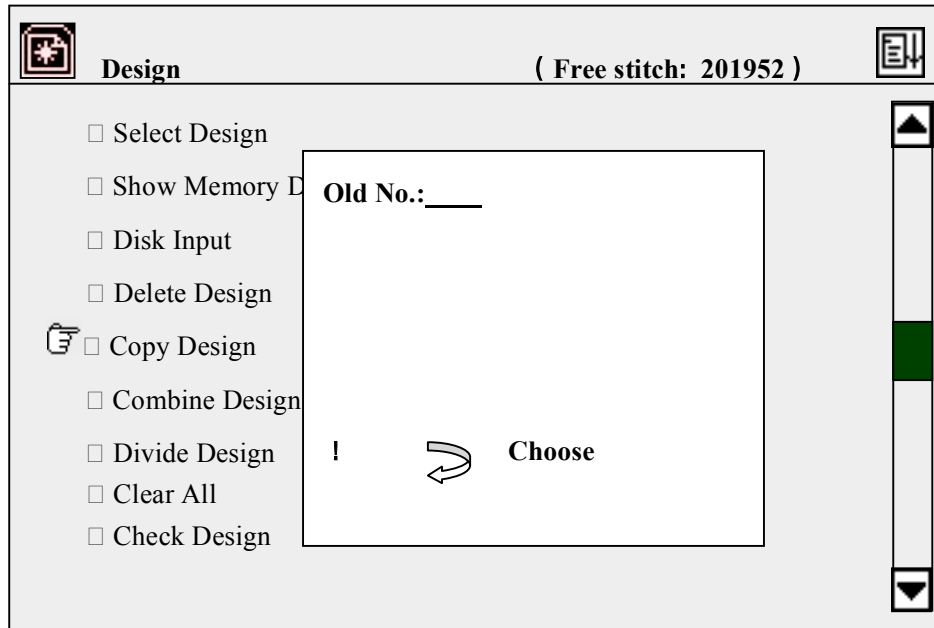 Design (Free stitch: 201952)
Select Design
Show Memory D
Old No.:____
Disk Input
Delete Design
Copy Design
Combine Design
Divide Design
! Choose
Clear All
Check Design